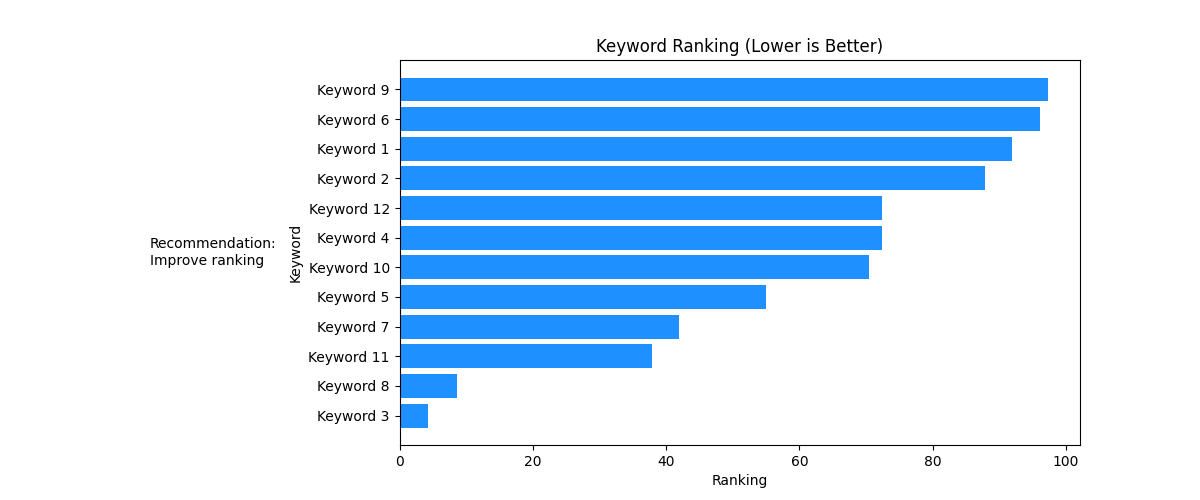 Keyword Ranking (Lower is Better)
Keyword 9
Keyword 6
Keyword 1
Keyword 2
Keyword 12
Keyword 4
Keyword 10
Keyword 5
Keyword 7
Keyword 11
Keyword 8
Keyword 3
Keyword
Recommendation:
Improve ranking
0 20 40 60 80 100
Ranking